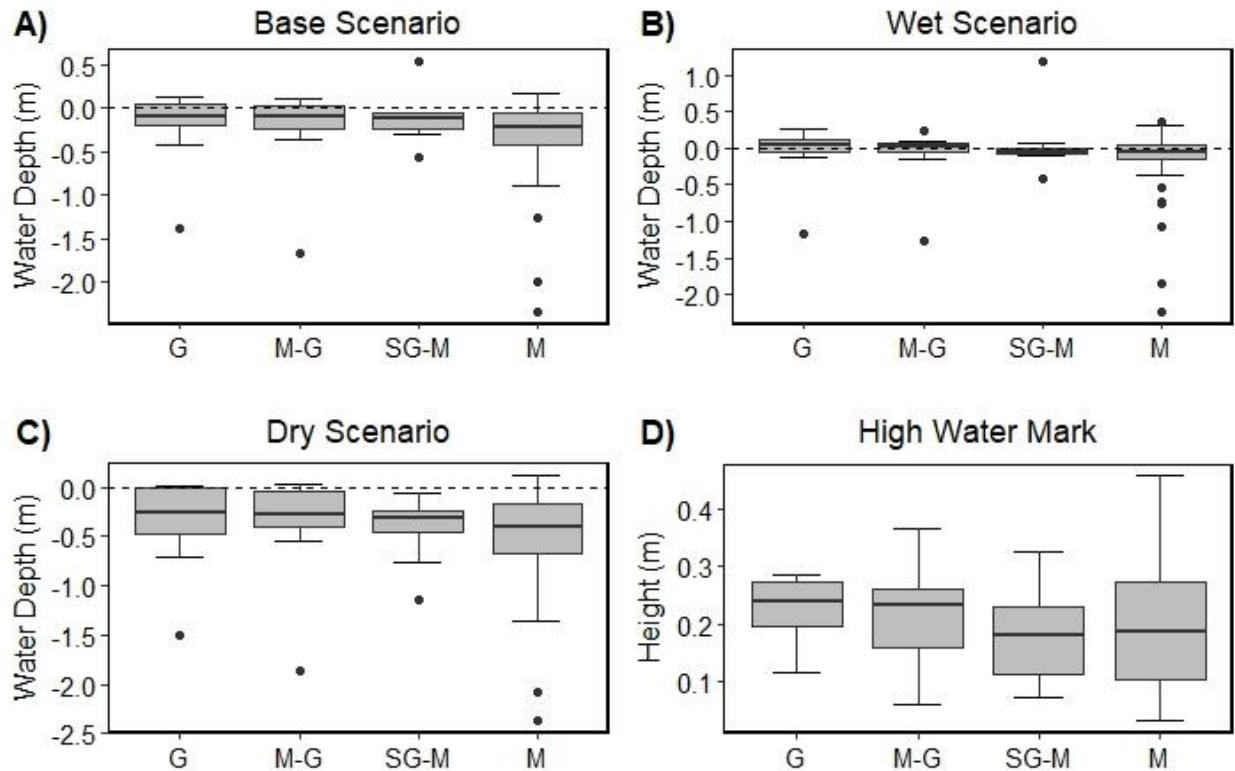 A) Base Scenario
Water Depth (m)
0.5
0.0
-0.5
-1.0
-1.5
-2.0
G M-G SG-M M
B) Wet Scenario
Water Depth (m)
1.0
0.5
0.0
-0.5
-1.0
-1.5
-2.0
G M-G SG-M M
C) Dry Scenario
Water Depth (m)
0.0
-0.5
-1.0
-1.5
-2.0
-2.5
G M-G SG-M M
D) High Water Mark
Height (m)
0.4
0.3
0.2
0.1
G M-G SG-M M